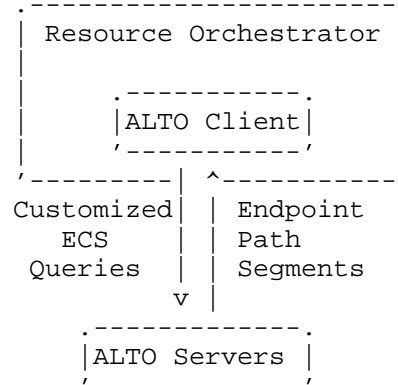 Resource Orchestrator
ALTO Client
Customized Endpoint
ECS Path
Queries Segments
ALTO Servers